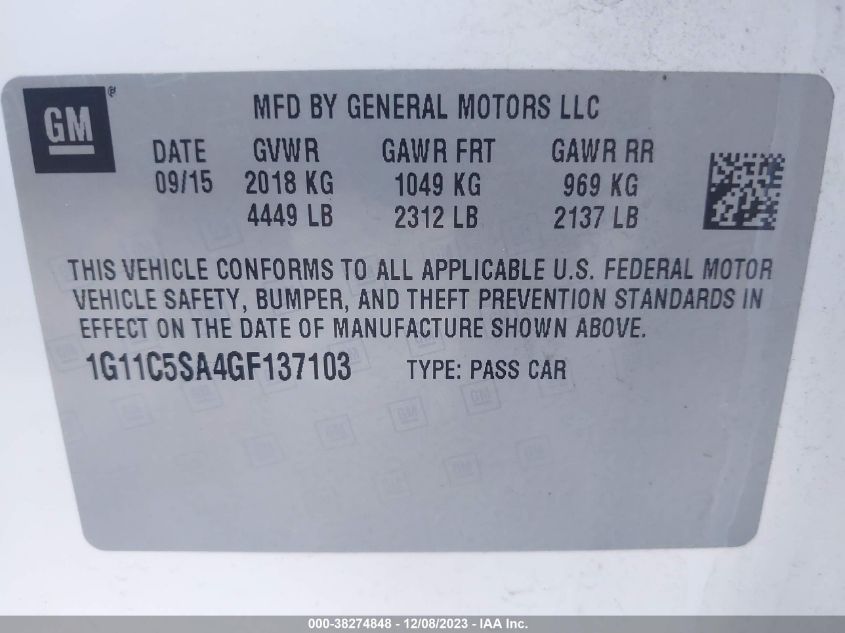 GM®
MFD BY GENERAL MOTORS LLC
DATE GVWR GAWR FRT GAWR RR
09/15 2018 KG 1049 KG 969 KG
4449 LB 2312 LB 2137 LB
THIS VEHICLE CONFORMS TO ALL APPLICABLE U.S. FEDERAL MOTOR
VEHICLE SAFETY, BUMPER, AND THEFT PREVENTION STANDARDS IN
EFFECT ON THE DATE OF MANUFACTURE SHOWN ABOVE.
1G11C5SA4GF137103 TYPE: PASS CAR
000-38274848 - 12/08/2023 - IAA Inc.